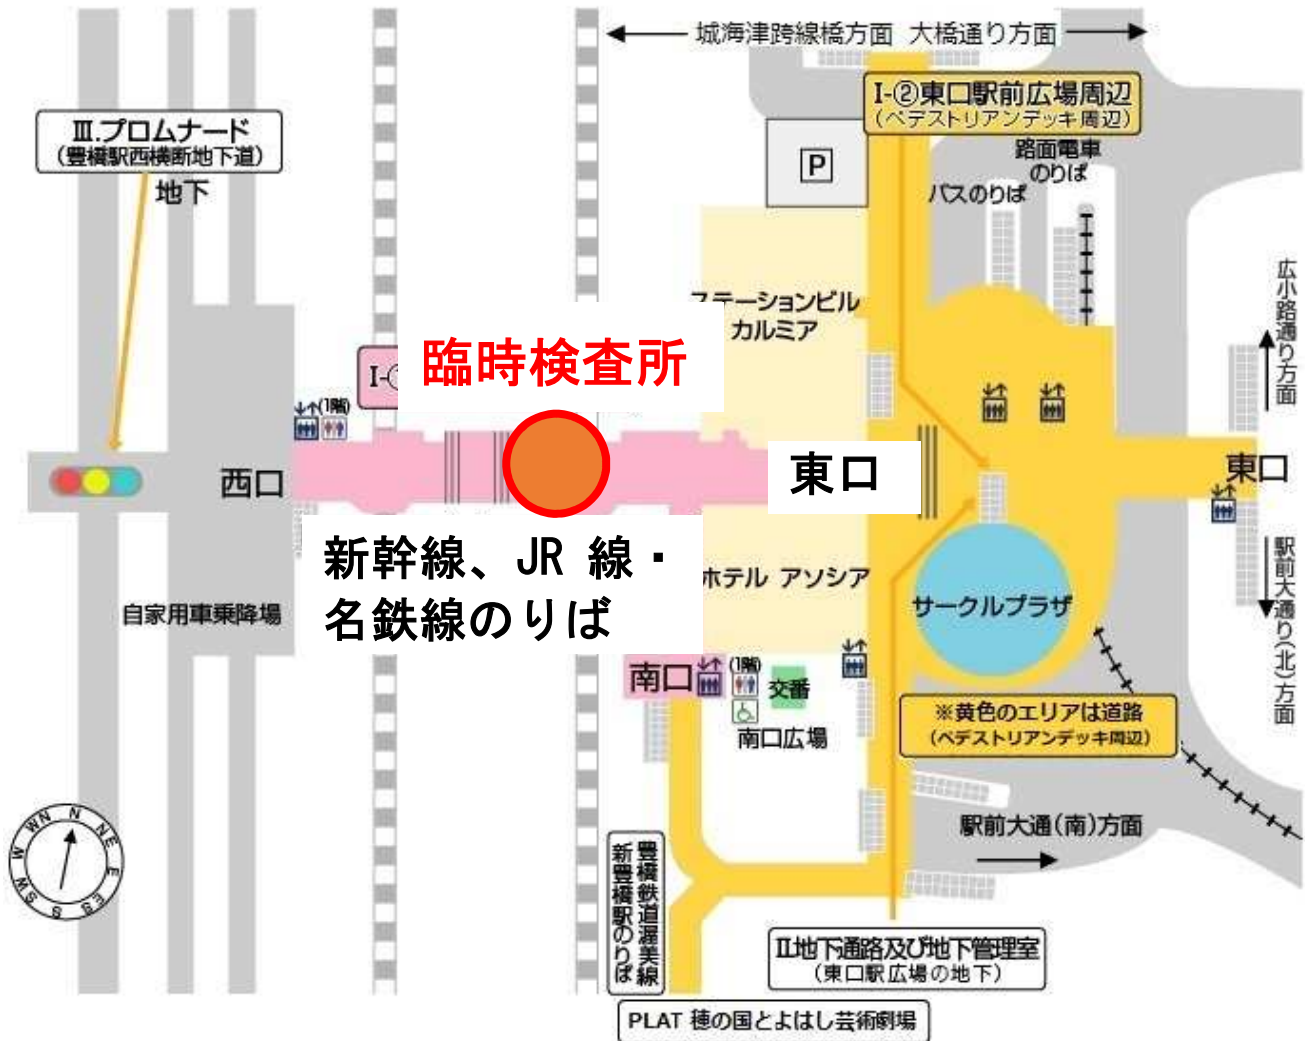 城海津跨線橋方面 大橋通り方面
I-②東口駅前広場周辺
(ペデストリアンデッキ周辺)
Ⅲ.プロムナード
(豊橋駅西横断地下道)
地下
P
路面電車
のりば
バスのりば
広小路通り方面
ステーションビル
カルミア
臨時検査所
I-
(1階)
西口
東口
東口
新幹線、JR 線・
名鉄線のりば
ホテル アソシア
サークルプラザ
自家用車乗降場
駅前大通り(北)方面
南口
(1階)
交番
南口広場
※黄色のエリアは道路
(ペデストリアンデッキ周辺)
駅前大通(南)方面
豊橋鉄道渥美線
新豊橋駅のりば
N
NE
E
ES
S
SW
W
WN
Ⅱ地下通路及び地下管理室
(東口駅広場の地下)
PLAT 穂の国とよはし芸術劇場